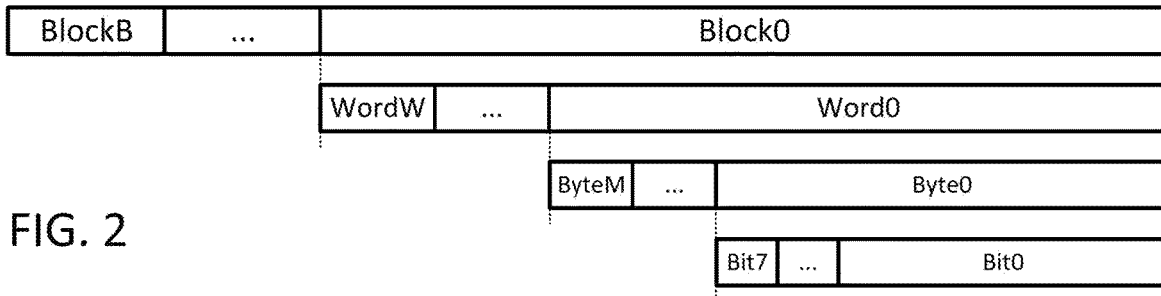 BlockB ... Block0
WordW ... Word0
ByteM ... Byte0
FIG. 2
Bit7 ... Bit0